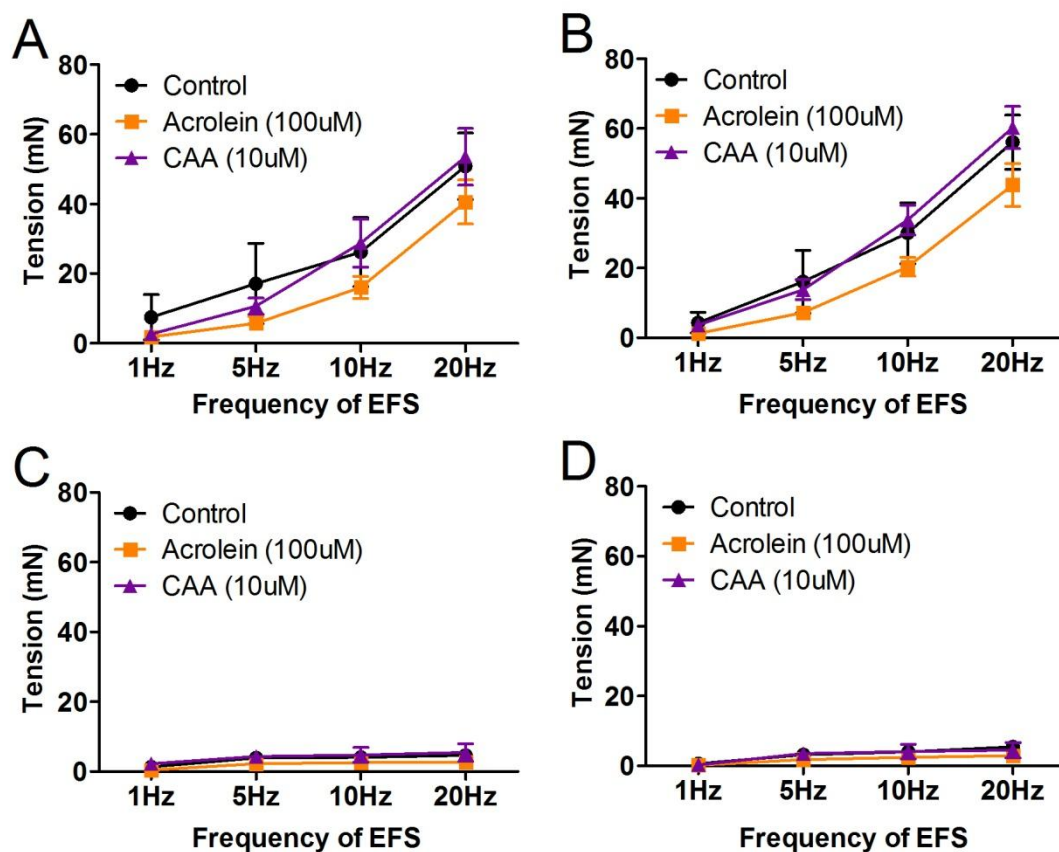 A
80
60
40
20
0
Tension (mN)
Control
Acrolein (100uM)
CAA (10uM)
1Hz 5Hz 10Hz 20Hz
Frequency of EFS
B
80
60
40
20
0
Tension (mN)
Control
Acrolein (100uM)
CAA (10uM)
1Hz 5Hz 10Hz 20Hz
Frequency of EFS
C
80
60
40
20
0
Tension (mN)
Control
Acrolein (100uM)
CAA (10uM)
1Hz 5Hz 10Hz 20Hz
Frequency of EFS
D
80
60
40
20
0
Tension (mN)
Control
Acrolein (100uM)
CAA (10uM)
1Hz 5Hz 10Hz 20Hz
Frequency of EFS